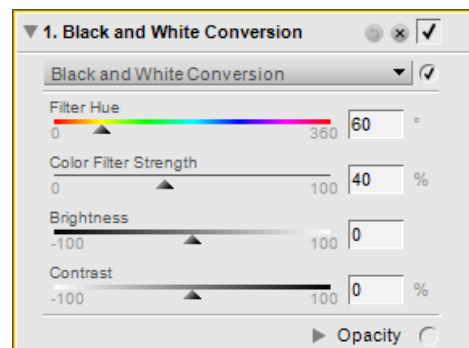 1. Black and White Conversion
Black and White Conversion
Filter Hue
0 360 60 °
Color Filter Strength
0 100 40 %
Brightness
-100 100 0
Contrast
-100 100 0 %
Opacity